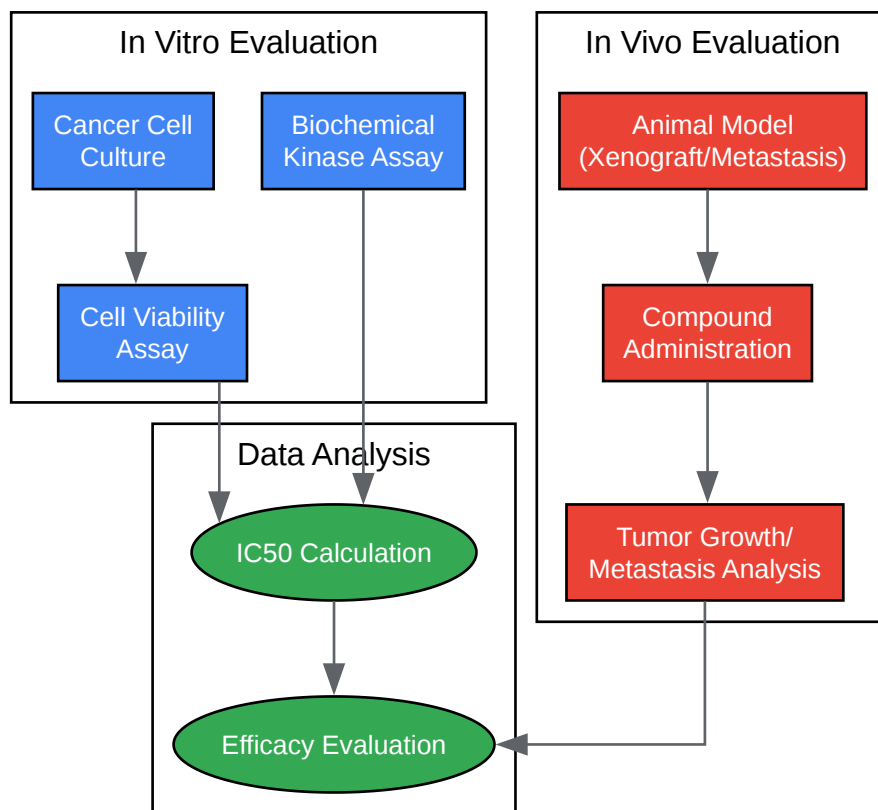 In Vitro Evaluation
Cancer Cell
Culture
Biochemical
Kinase Assay
Cell Viability
Assay
In Vivo Evaluation
Animal Model
(Xenograft/Metastasis)
Compound
Administration
Tumor Growth/
Metastasis Analysis
Data Analysis
IC50 Calculation
Efficacy Evaluation